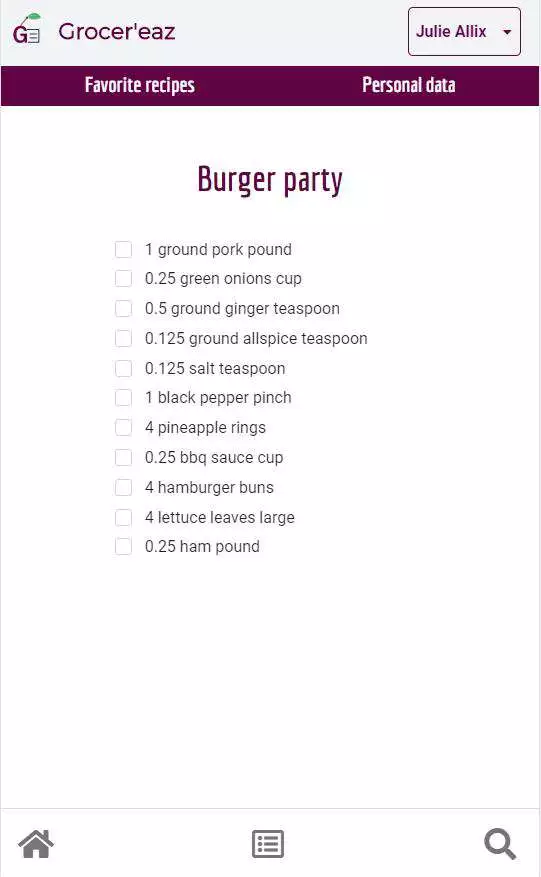 G
Grocer'eaz
Julie Allix
Favorite recipes
Personal data
Burger party
1 ground pork pound
0.25 green onions cup
0.5 ground ginger teaspoon
0.125 ground allspice teaspoon
0.125 salt teaspoon
1 black pepper pinch
4 pineapple rings
0.25 bbq sauce cup
4 hamburger buns
4 lettuce leaves large
0.25 ham pound